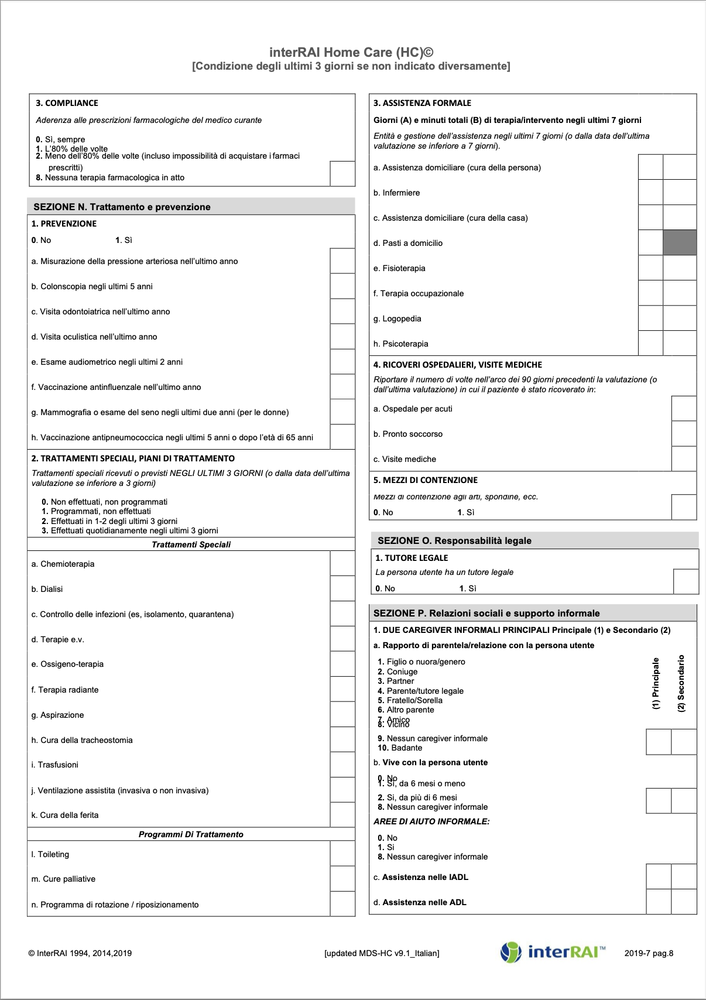 interRAI Home Care (HC)©
[Condizione degli ultimi 3 giorni se non indicato diversamente]
3. COMPLIANCE
Aderenza alle prescrizioni farmacologiche del medico curante
0. Sì, sempre
1. L'80% delle volte
2. Meno dell'80% delle volte (incluso impossibilità di acquistare i farmaci
prescritti)
8. Nessuna terapia farmacologica in atto
SEZIONE N. Trattamento e prevenzione
1. PREVENZIONE
0. No 1. Sì
a. Misurazione della pressione arteriosa nell'ultimo anno
b. Colonscopia negli ultimi 5 anni
c. Visita odontoiatrica nell'ultimo anno
d. Visita oculistica nell'ultimo anno
e. Esame audiometrico negli ultimi 2 anni
f. Vaccinazione antinfluenzale nell'ultimo anno
g. Mammografia o esame del seno negli ultimi due anni (per le donne)
h. Vaccinazione antipneumococcica negli ultimi 5 anni o dopo l'età di 65 anni
2. TRATTAMENTI SPECIALI, PIANI DI TRATTAMENTO
Trattamenti speciali ricevuti o previsti NEGLI ULTIMI 3 GIORNI (o dalla data dell'ultima
valutazione se inferiore a 3 giorni)
0. Non effettuati, non programmati
1. Programmati, non effettuati
2. Effettuati in 1-2 degli ultimi 3 giorni
3. Effettuati quotidianamente negli ultimi 3 giorni
Trattamenti Speciali
a. Chemioterapia
b. Dialisi
c. Controllo delle infezioni (es, isolamento, quarantena)
d. Terapie e.v.
e. Ossigeno-terapia
f. Terapia radiante
g. Aspirazione
h. Cura della tracheostomia
i. Trasfusioni
j. Ventilazione assistita (invasiva o non invasiva)
k. Cura della ferita
Programmi Di Trattamento
l. Toileting
m. Cure palliative
n. Programma di rotazione / riposizionamento
3. ASSISTENZA FORMALE
Giorni (A) e minuti totali (B) di terapia/intervento negli ultimi 7 giorni
Entità e gestione dell'assistenza negli ultimi 7 giorni (o dalla data dell'ultima
valutazione se inferiore a 7 giorni).
a. Assistenza domiciliare (cura della persona)
b. Infermiere
c. Assistenza domiciliare (cura della casa)
d. Pasti a domicilio
e. Fisioterapia
f. Terapia occupazionale
g. Logopedia
h. Psicoterapia
4. RICOVERI OSPEDALIERI, VISITE MEDICHE
Riportare il numero di volte nell'arco dei 90 giorni precedenti la valutazione (o
dall'ultima valutazione) in cui il paziente è stato ricoverato in:
a. Ospedale per acuti
b. Pronto soccorso
c. Visite mediche
5. MEZZI DI CONTENZIONE
Mezzi di contenzione agli arti, spondine, ecc.
0. No 1. Sì
SEZIONE O. Responsabilità legale
1. TUTORE LEGALE
La persona utente ha un tutore legale
0. No 1. Sì
SEZIONE P. Relazioni sociali e supporto informale
1. DUE CAREGIVER INFORMALI PRINCIPALI Principale (1) e Secondario (2)
a. Rapporto di parentela/relazione con la persona utente
(1) Principale
(2) Secondario
1. Figlio o nuora/genero
2. Coniuge
3. Partner
4. Parente/tutore legale
5. Fratello/Sorella
6. Altro parente
7. Amico
8. Vicino
9. Nessun caregiver informale
10. Badante
b. Vive con la persona utente
0. No
1. Si, da 6 mesi o meno
2. Si, da più di 6 mesi
8. Nessun caregiver informale
AREE DI AIUTO INFORMALE:
0. No
1. Si
8. Nessun caregiver informale
c. Assistenza nelle IADL
d. Assistenza nelle ADL
© InterRAI 1994, 2014,2019
[updated MDS-HC v9.1_Italian]
interRAI™
2019-7 pag.8